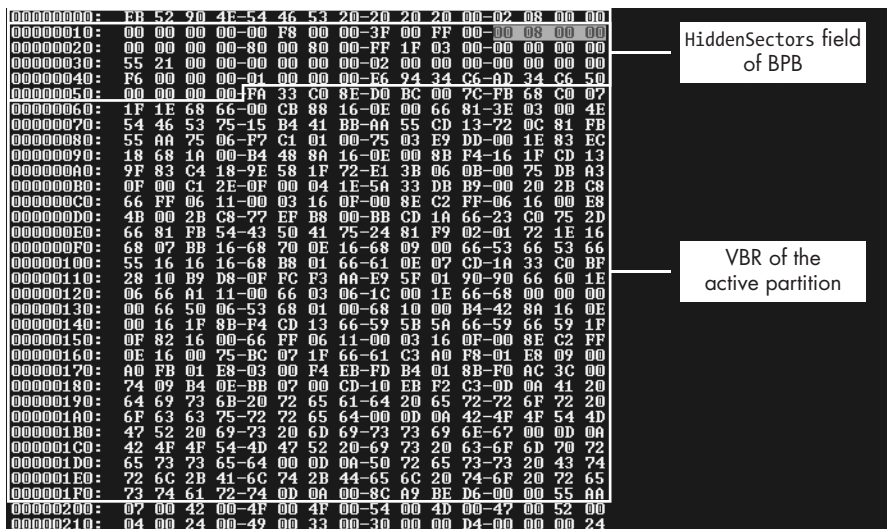 00000000: EB 52 90 4E-54 46 53 20-20 20 20 00-02 08 00 00
00000010: 00 00 00 00-00 F8 00 00-3F 00 FF 00-00 08 00 00
00000020: 00 00 00 00-80 00 80 00-FF 1F 03 00-00 00 00 00
00000030: 55 21 00 00-00 00 00 00-02 00 00 00-00 00 00 00
00000040: F6 00 00 00-01 00 00 00-E6 94 34 C6-AD 34 C6 50
00000050: 00 00 00 00-FA 33 C0 8E-D0 BC 00 7C-FB 68 C0 07
00000060: 1F 1E 68 66-00 CB 88 16-0E 00 66 81-3E 03 00 4E
00000070: 54 46 53 75-15 B4 41 BB-AA 55 CD 13-72 0C 81 FB
00000080: 55 AA 75 06-F7 C1 01 00-75 03 E9 DD-00 1E 83 EC
00000090: 18 68 1A 00-B4 48 8A 16-0E 00 8B F4-16 1F CD 13
000000A0: 9F 83 C4 18-9E 58 1F 72-E1 3B 06 0B-00 75 DB A3
000000B0: 0F 00 C1 2E-0F 00 04 1E-5A 33 DB B9-00 20 2B C8
000000C0: 66 FF 06 11-00 03 16 0F-00 8E C2 FF-06 16 00 E8
000000D0: 4B 00 2B C8-77 EF B8 00-BB CD 1A 66-23 C0 75 2D
000000E0: 66 81 FB 54-43 50 41 75-24 81 F9 02-01 72 1E 16
000000F0: 68 07 BB 16-68 70 0E 16-68 09 00 66-53 66 53 66
00000100: 55 16 16 16-68 B8 01 66-61 0E 07 CD-1A 33 C0 BF
00000110: 28 10 B9 D8-0F FC F3 AA-E9 5F 01 90-90 66 60 1E
00000120: 06 66 A1 11-00 66 03 06-1C 00 1E 66-68 00 00 00
00000130: 00 66 50 06-53 68 01 00-68 10 00 B4-42 8A 16 0E
00000140: 00 16 1F 8B-F4 CD 13 66-59 5B 5A 66-59 66 59 1F
00000150: 0F 82 16 00-66 FF 06 11-00 03 16 0F-00 8E C2 FF
00000160: 0E 16 00 75-BC 07 1F 66-61 C3 A0 F8-01 E8 09 00
00000170: A0 FB 01 E8-03 00 F4 EB-FD B4 01 8B-F0 AC 3C 00
00000180: 74 09 B4 0E-BB 07 00 CD-10 EB F2 C3-0D 0A 41 20
00000190: 64 69 73 6B-20 72 65 61-64 20 65 72-72 6F 72 20
000001A0: 6F 63 63 75-72 72 65 64-00 0D 0A 42-4F 4F 54 4D
000001B0: 47 52 20 69-73 20 6D 69-73 73 69 6E-67 00 0D 0A
000001C0: 42 4F 4F 54-4D 47 52 20-69 73 20 63-6F 6D 70 72
000001D0: 65 73 73 65-64 00 0D 0A-50 72 65 73-73 20 43 74
000001E0: 72 6C 2B 41-6C 74 2B 44-65 6C 20 74-6F 20 72 65
000001F0: 73 74 61 72-74 0D 0A 00-8C A9 BE D6-00 00 55 AA
00000200: 07 00 42 00-4F 00 4F 00-54 00 4D 00-47 00 52 00
00000210: 04 00 24 00-49 00 33 00-30 00 00 D4-00 00 00 24
HiddenSectors field
of BPB
VBR of the
active partition